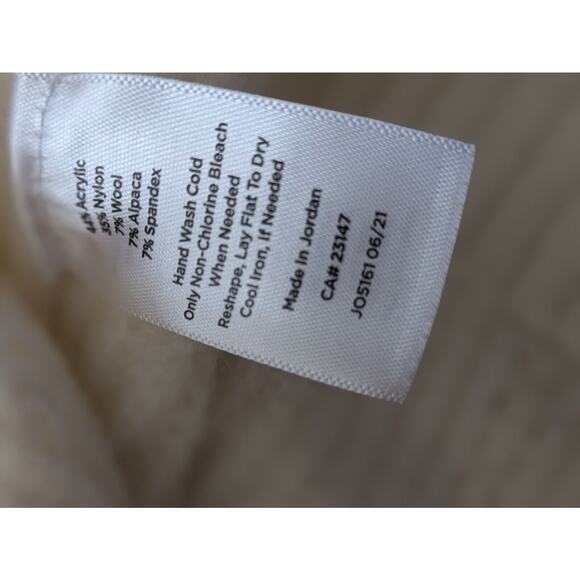 44% Acrylic
35% Nylon
7% Wool
7% Alpaca
7% Spandex
Hand Wash Cold
Only Non-Chlorine Bleach
When Needed
Reshape, Lay Flat To Dry
Cool Iron, If Needed
Made In Jordan
CA# 23147
JO5161 06/21